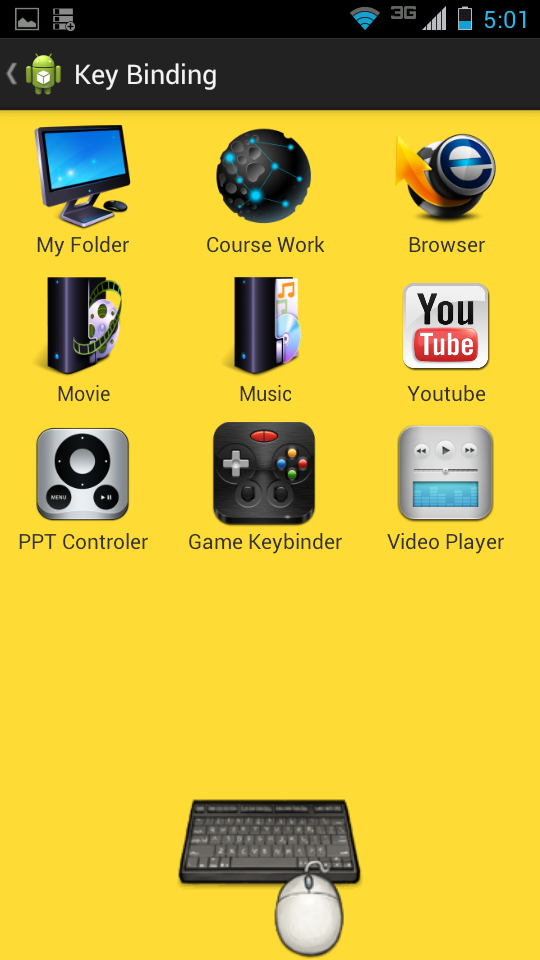 3G 5:01
Key Binding
My Folder Course Work Browser
You
Tube
Movie Music Youtube
MENU
PPT Controler Game Keybinder Video Player